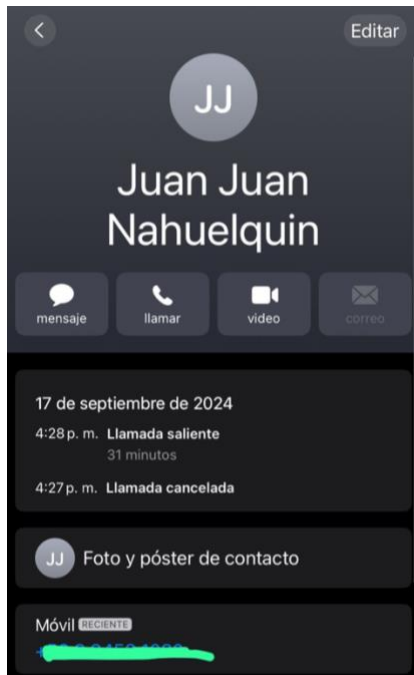 Editar
JJ
Juan Juan
Nahuelquin
mensaje
llamar
video
correo
17 de septiembre de 2024
4:28 p. m. Llamada saliente
31 minutos
4:27 p. m. Llamada cancelada
JJ Foto y póster de contacto
Móvil RECIENTE